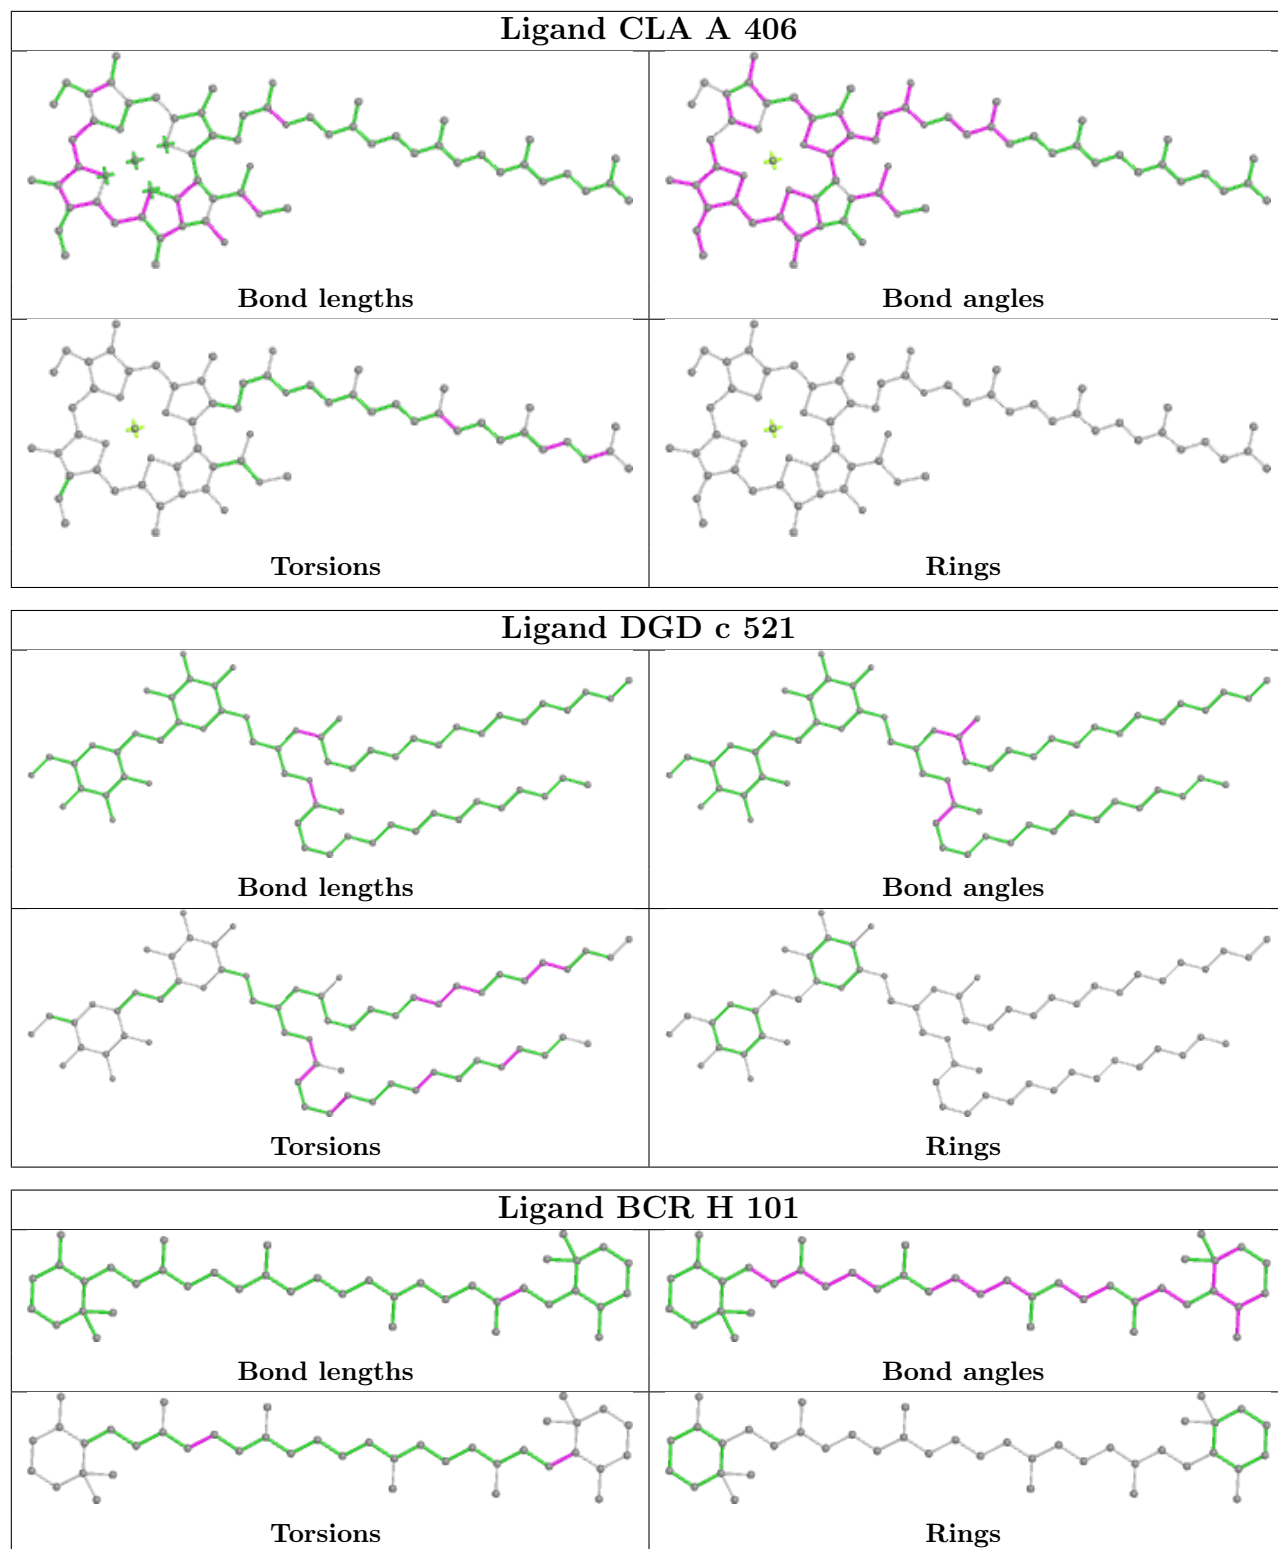 Ligand CLA A 406
Bond lengths
Bond angles
Torsions
Rings
Ligand DGD c 521
Bond lengths
Bond angles
Torsions
Rings
Ligand BCR H 101
Bond lengths
Bond angles
Torsions
Rings